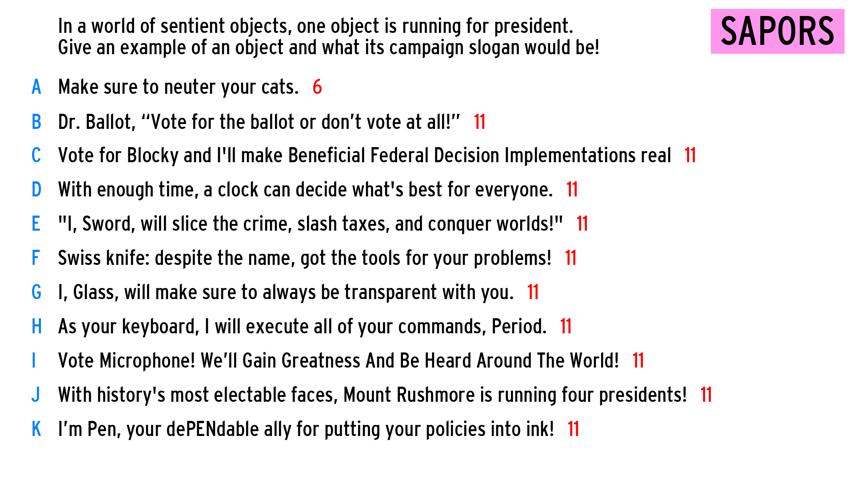 In a world of sentient objects, one object is running for president.
Give an example of an object and what its campaign slogan would be!
SAPORS
A Make sure to neuter your cats. 6
B Dr. Ballot, “Vote for the ballot or don’t vote at all!” 11
C Vote for Blocky and I'll make Beneficial Federal Decision Implementations real 11
D With enough time, a clock can decide what's best for everyone. 11
E "I, Sword, will slice the crime, slash taxes, and conquer worlds!" 11
F Swiss knife: despite the name, got the tools for your problems! 11
G I, Glass, will make sure to always be transparent with you. 11
H As your keyboard, I will execute all of your commands, Period. 11
I Vote Microphone! We’ll Gain Greatness And Be Heard Around The World! 11
J With history's most electable faces, Mount Rushmore is running four presidents! 11
K I’m Pen, your dePENdable ally for putting your policies into ink! 11